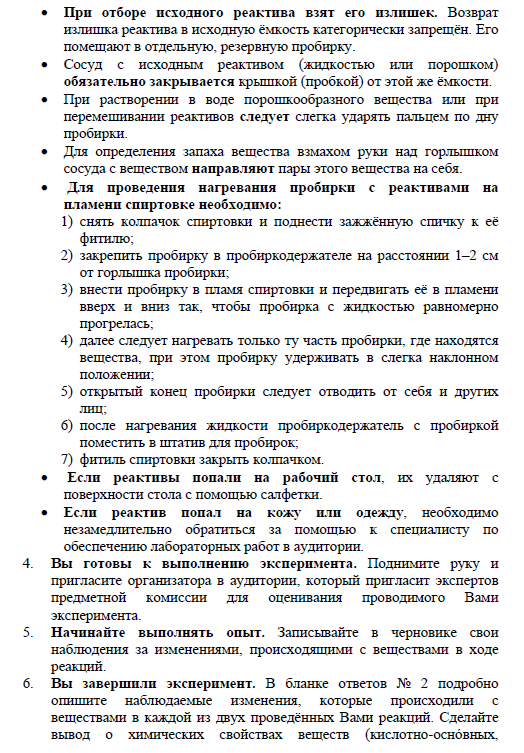 • При отборе исходного реактива взят его излишек. Возврат
излишка реактива в исходную ёмкость категорически запрещён. Его
помещают в отдельную, резервную пробирку.
• Сосуд с исходным реактивом (жидкостью или порошком)
обязательно закрывается крышкой (пробкой) от этой же ёмкости.
• При растворении в воде порошкообразного вещества или при
перемешивании реактивов следует слегка ударять пальцем по дну
пробирки.
• Для определения запаха вещества взмахом руки над горлышком
сосуда с веществом направляют пары этого вещества на себя.
• Для проведения нагревания пробирки с реактивами на
пламени спиртовке необходимо:
1) снять колпачок спиртовки и поднести зажжённую спичку к её
фитилю;
2) закрепить пробирку в пробиркодержателе на расстоянии 1–2 см
от горлышка пробирки;
3) внести пробирку в пламя спиртовки и передвигать её в пламени
вверх и вниз так, чтобы пробирка с жидкостью равномерно
прогрелась;
4) далее следует нагревать только ту часть пробирки, где находятся
вещества, при этом пробирку удерживать в слегка наклонном
положении;
5) открытый конец пробирки следует отводить от себя и других
лиц;
6) после нагревания жидкости пробиркодержатель с пробиркой
поместить в штатив для пробирок;
7) фитиль спиртовки закрыть колпачком.
• Если реактивы попали на рабочий стол, их удаляют с
поверхности стола с помощью салфетки.
• Если реактив попал на кожу или одежду, необходимо
незамедлительно обратиться за помощью к специалисту по
обеспечению лабораторных работ в аудитории.
4. Вы готовы к выполнению эксперимента. Поднимите руку и
пригласите организатора в аудитории, который пригласит экспертов
предметной комиссии для оценивания проводимого Вами
эксперимента.
5. Начинайте выполнять опыт. Записывайте в черновике свои
наблюдения за изменениями, происходящими с веществами в ходе
реакций.
6. Вы завершили эксперимент. В бланке ответов № 2 подробно
опишите наблюдаемые изменения, которые происходили с
веществами в каждой из двух проведённых Вами реакций. Сделайте
вывод о химических свойствах веществ (кислотно-осно́вных,